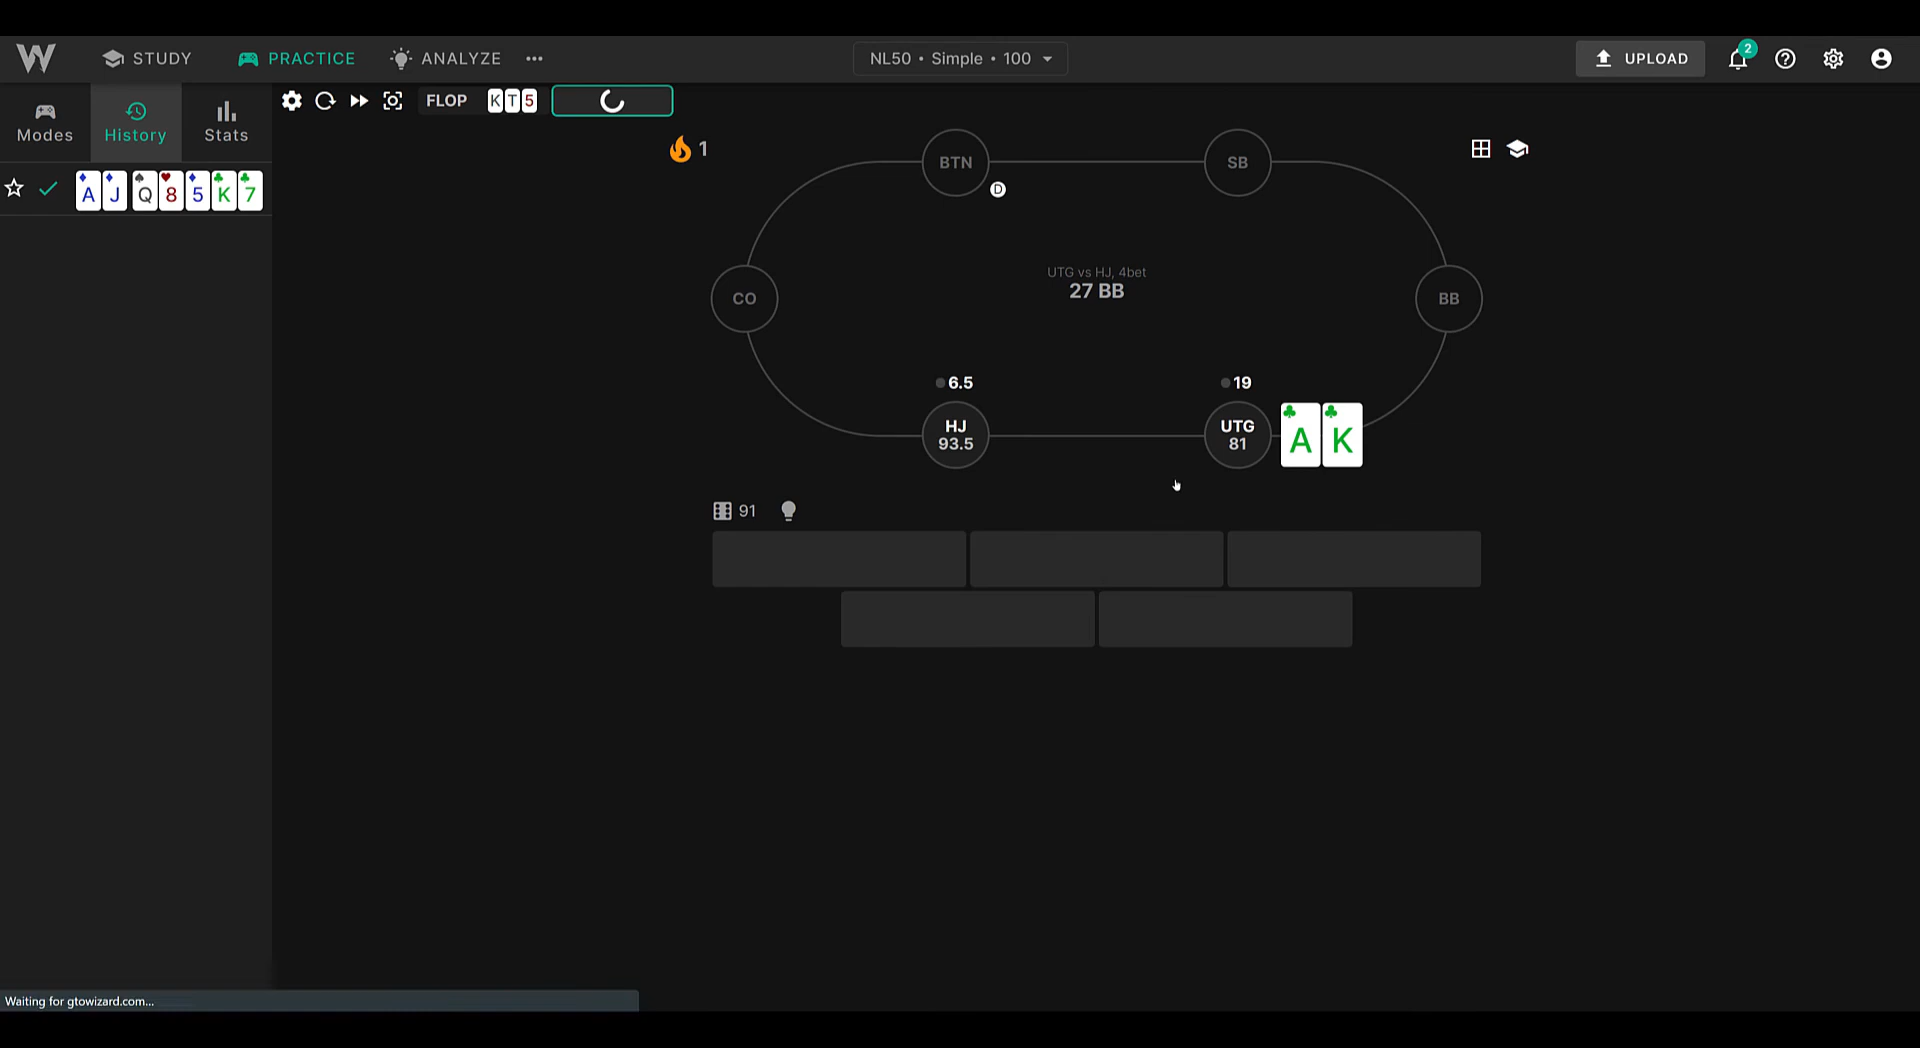 W STUDY PRACTICE ANALYZE ••• NL50 • Simple • 100 UPLOAD 2
Modes History Stats
FLOP K T 5
1
A J Q 8 5 K 7
BTN
SB
D
CO
UTG vs HJ, 4bet
27 BB
BB
6.5
19
HJ
93.5
UTG
81
A K
91
Waiting for gtowizard.com...